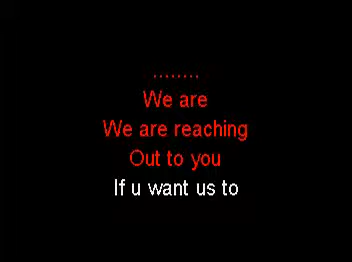 ........
We are
We are reaching
Out to you
If u want us to